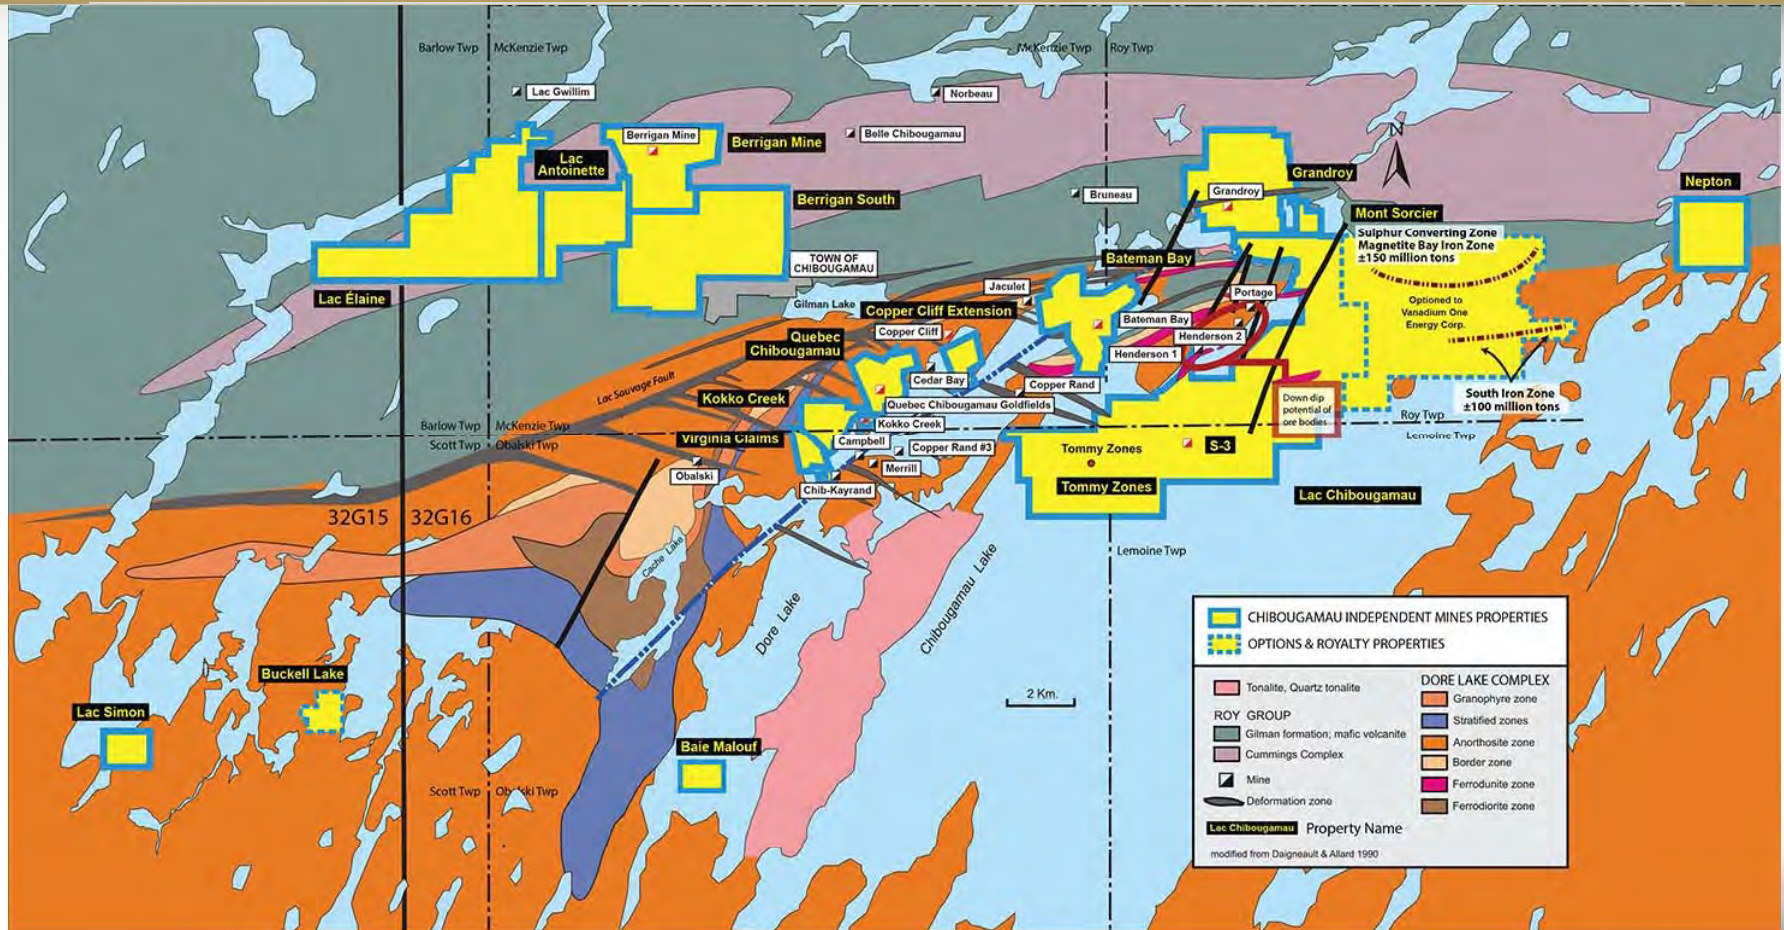 Barlow Twp
McKenzie Twp
McKenzie Twp
Roy Twp
Lac Gwillim
Norbeau
Berrigan Mine
Berrigan Mine
Belle Chibougamau
Lac
Antoinette
N
Grandroy
Nepton
Bruneau
Grandroy
Berrigan South
Mont Sorcier
Sulphur Converting Zone
Magnetite Bay Iron Zone
±150 million tons
TOWN OF
CHIBOUGAMAU
Bateman Bay
Lac Élaine
Jaculet
Portage
Gilman Lake
Optioned to
Vanadium One
Energy Corp.
Copper Cliff Extension
Bateman Bay
Copper Cliff
Henderson 2
Quebec
Chibougamau
Henderson 1
Lac Sauvage Fault
Cedar Bay
Copper Rand
South Iron Zone
±100 million tons
Kokko Creek
Quebec Chibougamau Goldfields
Down dip
potential of
ore bodies
Roy Twp
Lemoine Twp
Barlow Twp
McKenzie Twp
Scott Twp
Obalski Twp
Kokko Creek
Virginia Claims
Campbell
Copper Rand #3
Tommy Zones
S-3
Merrill
Obalski
Chib-Kayrand
Tommy Zones
Lac Chibougamau
32G15
32G16
Lemoine Twp
Cache Lake
Dore Lake
Chibougamau Lake
Buckell Lake
Lac Simon
Baie Malouf
2 Km.
Scott Twp
Obalski Twp
CHIBOUGAMAU INDEPENDENT MINES PROPERTIES
OPTIONS & ROYALTY PROPERTIES
Tonalite, Quartz tonalite
ROY GROUP
Gilman formation; mafic volcanite
Cummings Complex
Mine
Deformation zone
DORE LAKE COMPLEX
Granophyre zone
Stratified zones
Anorthosite zone
Border zone
Ferrodunite zone
Ferrodiorite zone
Lac Chibougamau
Property Name
modified from Daigneault & Allard 1990